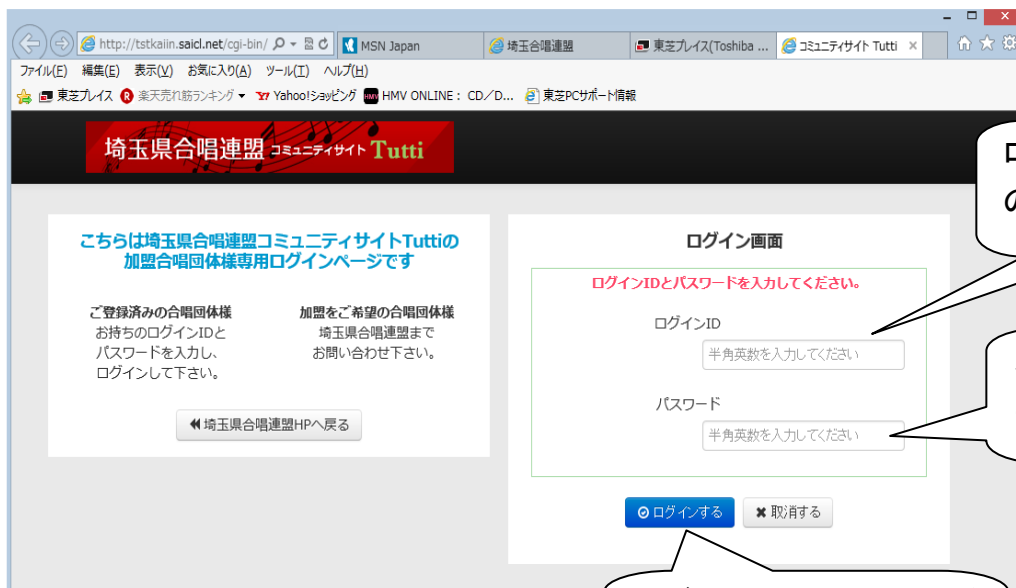 http://tstkaiin.saicl.net/cgi-bin/
MSN Japan
埼玉合唱連盟
東芝プレイス(Toshiba ...
コミュニティサイト Tutti
ファイル(F) 編集(E) 表示(V) お気に入り(A) ツール(T) ヘルプ(H)
東芝プレイス 楽天売れ筋ランキング Yahoo!ショッピング HMV ONLINE : CD/D... 東芝PCサポート情報
埼玉県合唱連盟 コミュニティサイト Tutti
こちらは埼玉県合唱連盟コミュニティサイトTuttiの
加盟合唱団体様専用ログインページです
ご登録済みの合唱団体様
お持ちのログインIDと
パスワードを入力し、
ログインして下さい。
加盟をご希望の合唱団体様
埼玉県合唱連盟まで
お問い合わせ下さい。
埼玉県合唱連盟HPへ戻る
ログイン画面
ログインIDとパスワードを入力してください。
ログインID
半角英数を入力してください
パスワード
半角英数を入力してください
ログインする
取消する
の